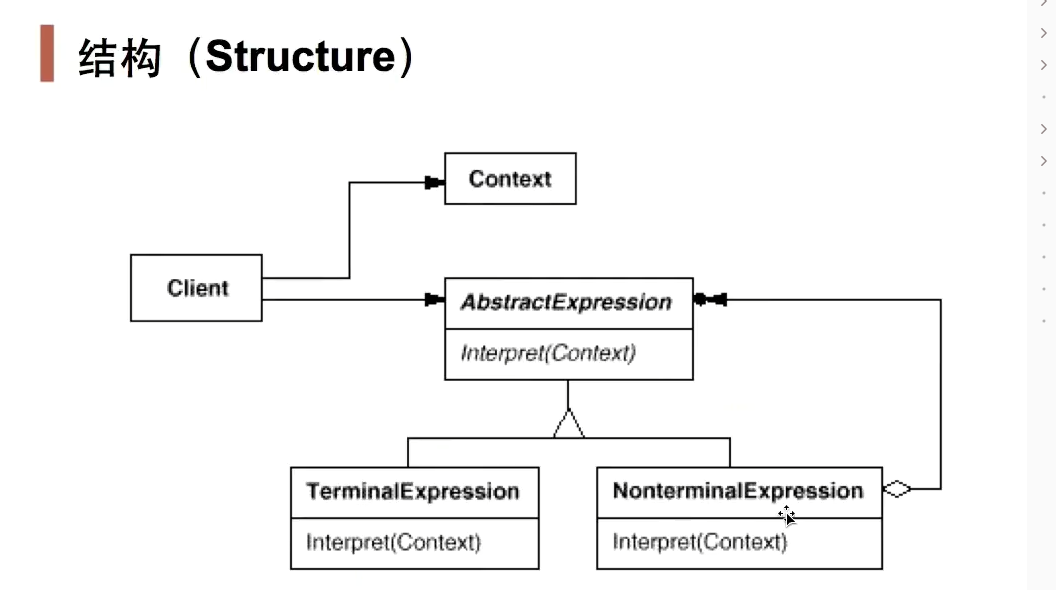 结构（Structure）
Context
Client
AbstractExpression
Interpret(Context)
TerminalExpression
NonterminalExpression
Interpret(Context)
Interpret(Context)